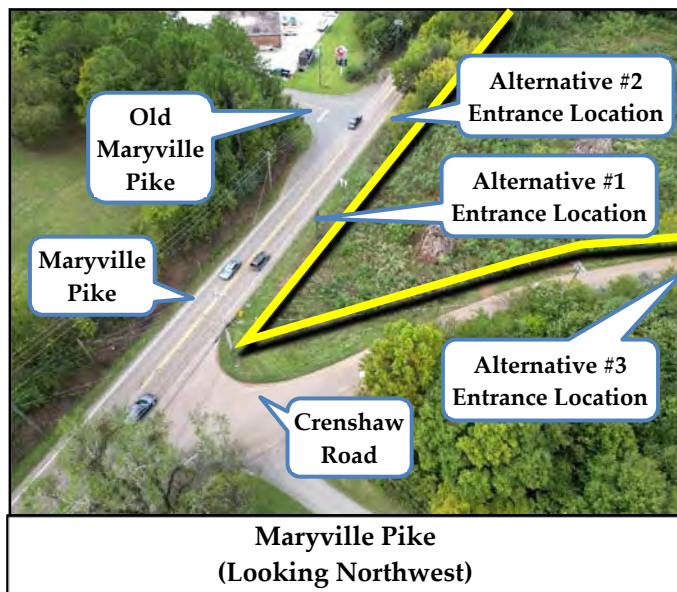 Alternative #2
Entrance Location
Old
Maryville
Pike
Alternative #1
Entrance Location
Maryville
Pike
Alternative #3
Entrance Location
Crenshaw
Road
Maryville Pike
(Looking Northwest)